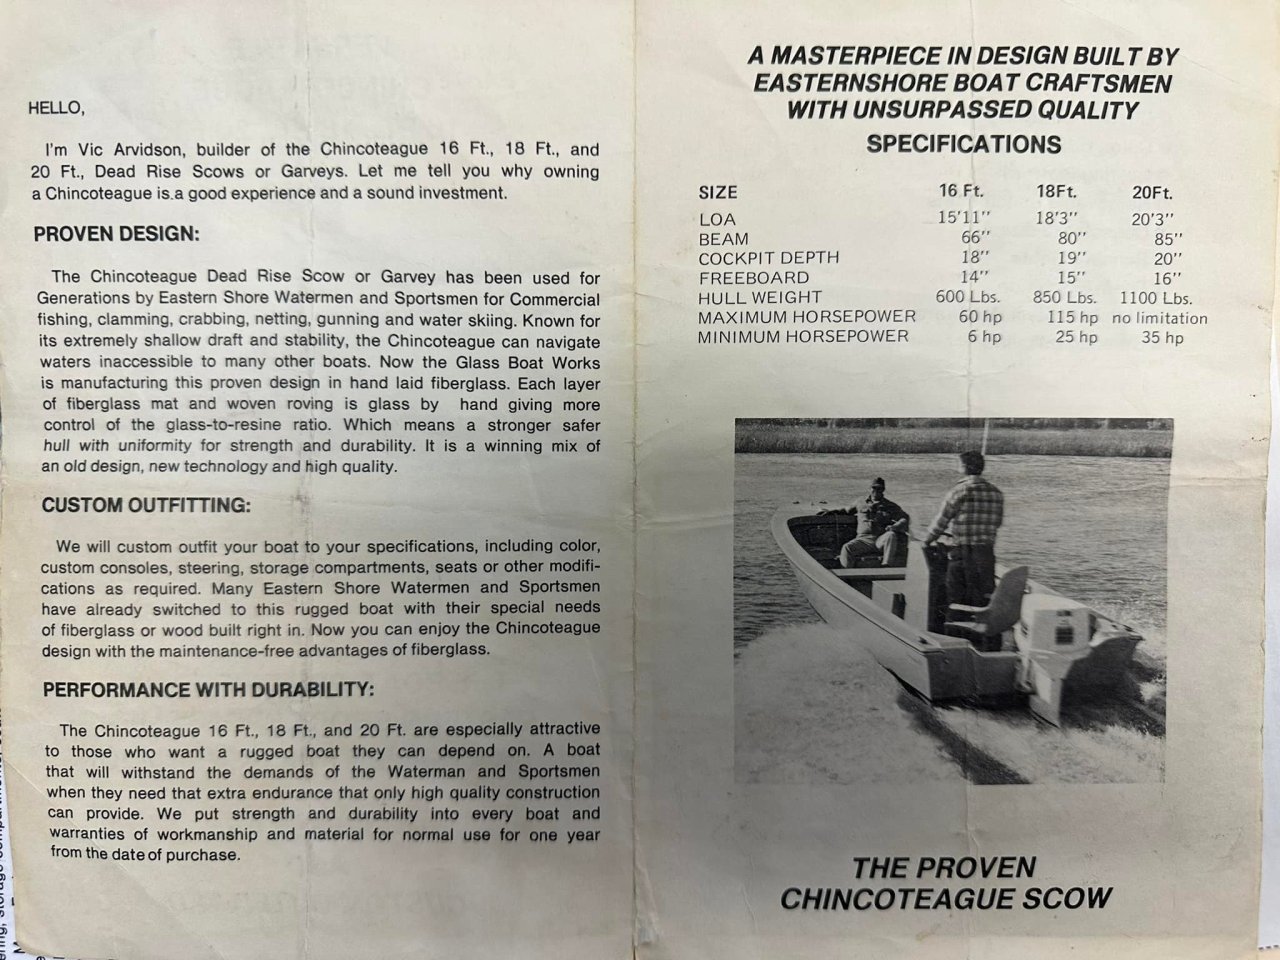 HELLO,
I'm Vic Arvidson, builder of the Chincoteague 16 Ft., 18 Ft., and
20 Ft., Dead Rise Scows or Garveys. Let me tell you why owning
a Chincoteague is.a good experience and a sound investment.
PROVEN DESIGN:
The Chincoteague Dead Rise Scow or Garvey has been used for
Generations by Eastern Shore Watermen and Sportsmen for Commercial
fishing, clamming, crabbing, netting, gunning and water skiing. Known for
its extremely shallow draft and stability, the Chincoteague can navigate
waters inaccessible to many other boats. Now the Glass Boat Works
is manufacturing this proven design in hand laid fiberglass. Each layer
of fiberglass mat and woven roving is glass by hand giving more
control of the glass-to-resine ratio. Which means a stronger safer
hull with uniformity for strength and durability. It is a winning mix of
an old design, new technology and high quality.
CUSTOM OUTFITTING:
We will custom outfit your boat to your specifications, including color,
custom consoles, steering, storage compartments, seats or other modifi-
cations as required. Many Eastern Shore Watermen and Sportsmen
have already switched to this rugged boat with their special needs
of fiberglass or wood built right in. Now you can enjoy the Chincoteague
design with the maintenance-free advantages of fiberglass.
PERFORMANCE WITH DURABILITY:
The Chincoteague 16 Ft., 18 Ft., and 20 Ft. are especially attractive
to those who want a rugged boat they can depend on. A boat
that will withstand the demands of the Waterman and Sportsmen
when they need that extra endurance that only high quality construction
can provide. We put strength and durability into every boat and
warranties of workmanship and material for normal use for one year
from the date of purchase.
A MASTERPIECE IN DESIGN BUILT BY
EASTERNSHORE BOAT CRAFTSMEN
WITH UNSURPASSED QUALITY
SPECIFICATIONS
SIZE 16 Ft. 18Ft. 20Ft.
LOA 15'11'' 18'3'' 20'3''
BEAM 66'' 80'' 85''
COCKPIT DEPTH 18'' 19'' 20''
FREEBOARD 14'' 15'' 16''
HULL WEIGHT 600 Lbs. 850 Lbs. 1100 Lbs.
MAXIMUM HORSEPOWER 60 hp 115 hp no limitation
MINIMUM HORSEPOWER 6 hp 25 hp 35 hp
THE PROVEN
CHINCOTEAGUE SCOW